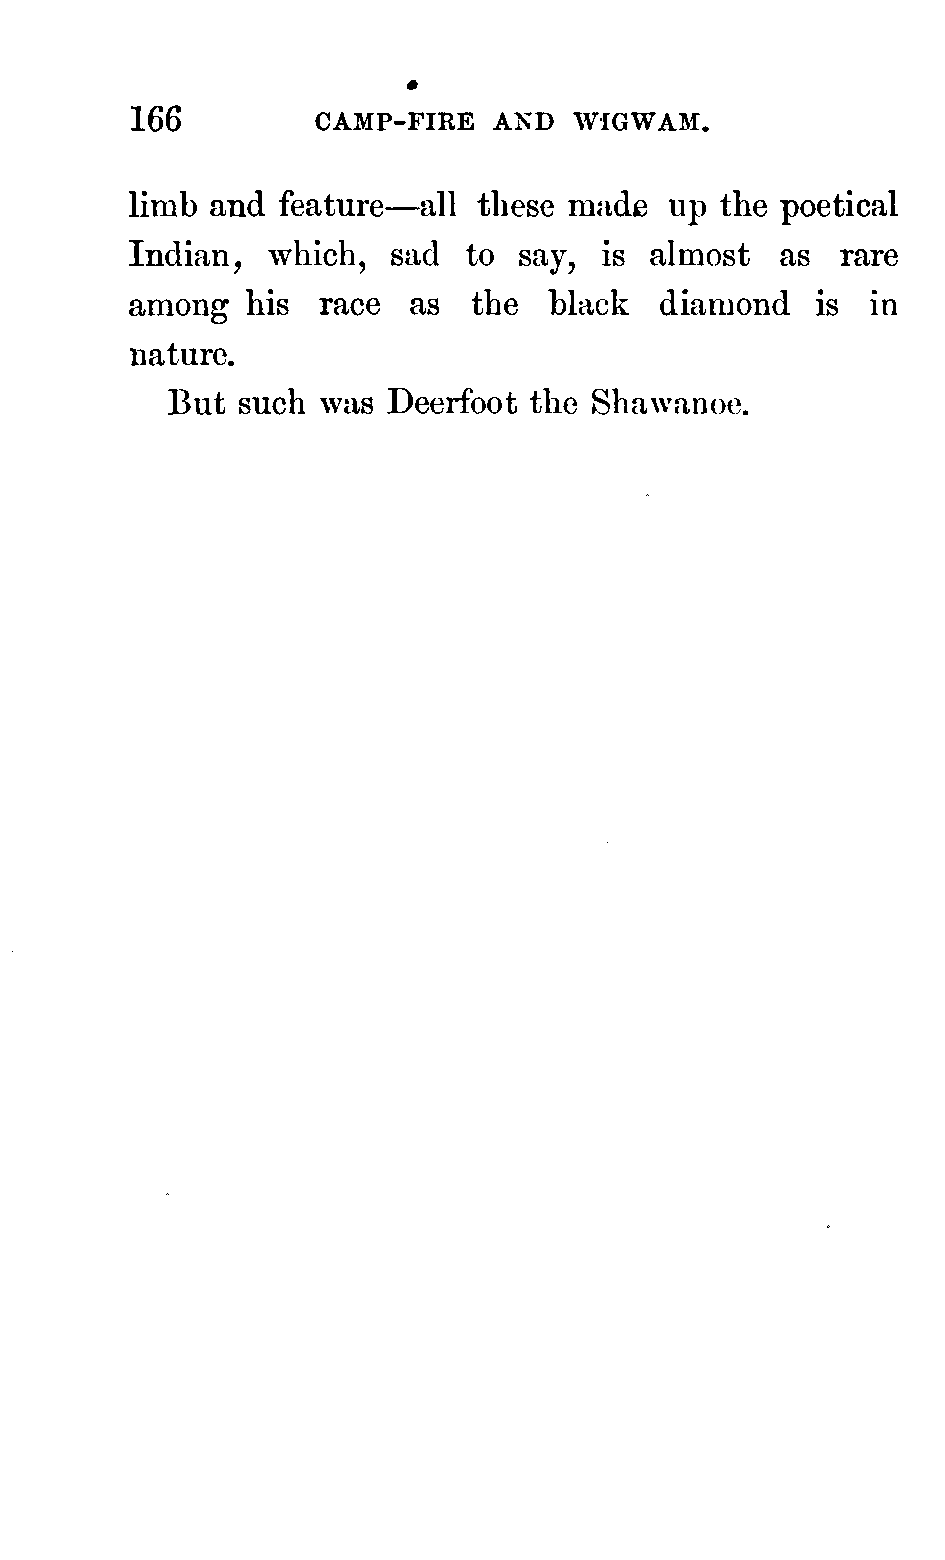 166 CAMP-FIRE AND WIGWAM.
limb and feature—all these made up the poetical
Indian, which, sad to say, is almost as rare
among his race as the black diamond is in
nature.
But such was Deerfoot the Shawanoe.